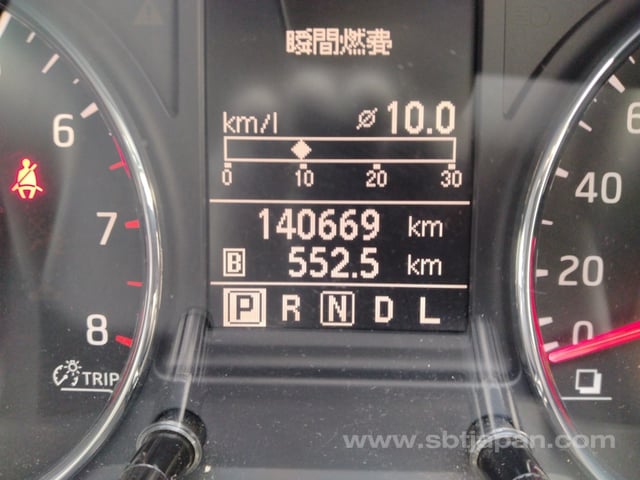 瞬間燃費
km/l ⌀ 10.0
0 10 20 30
140669 km
B 552.5 km
P R N D L
6
7
8
TRIP
40
20
0
www.sbtjapan.com